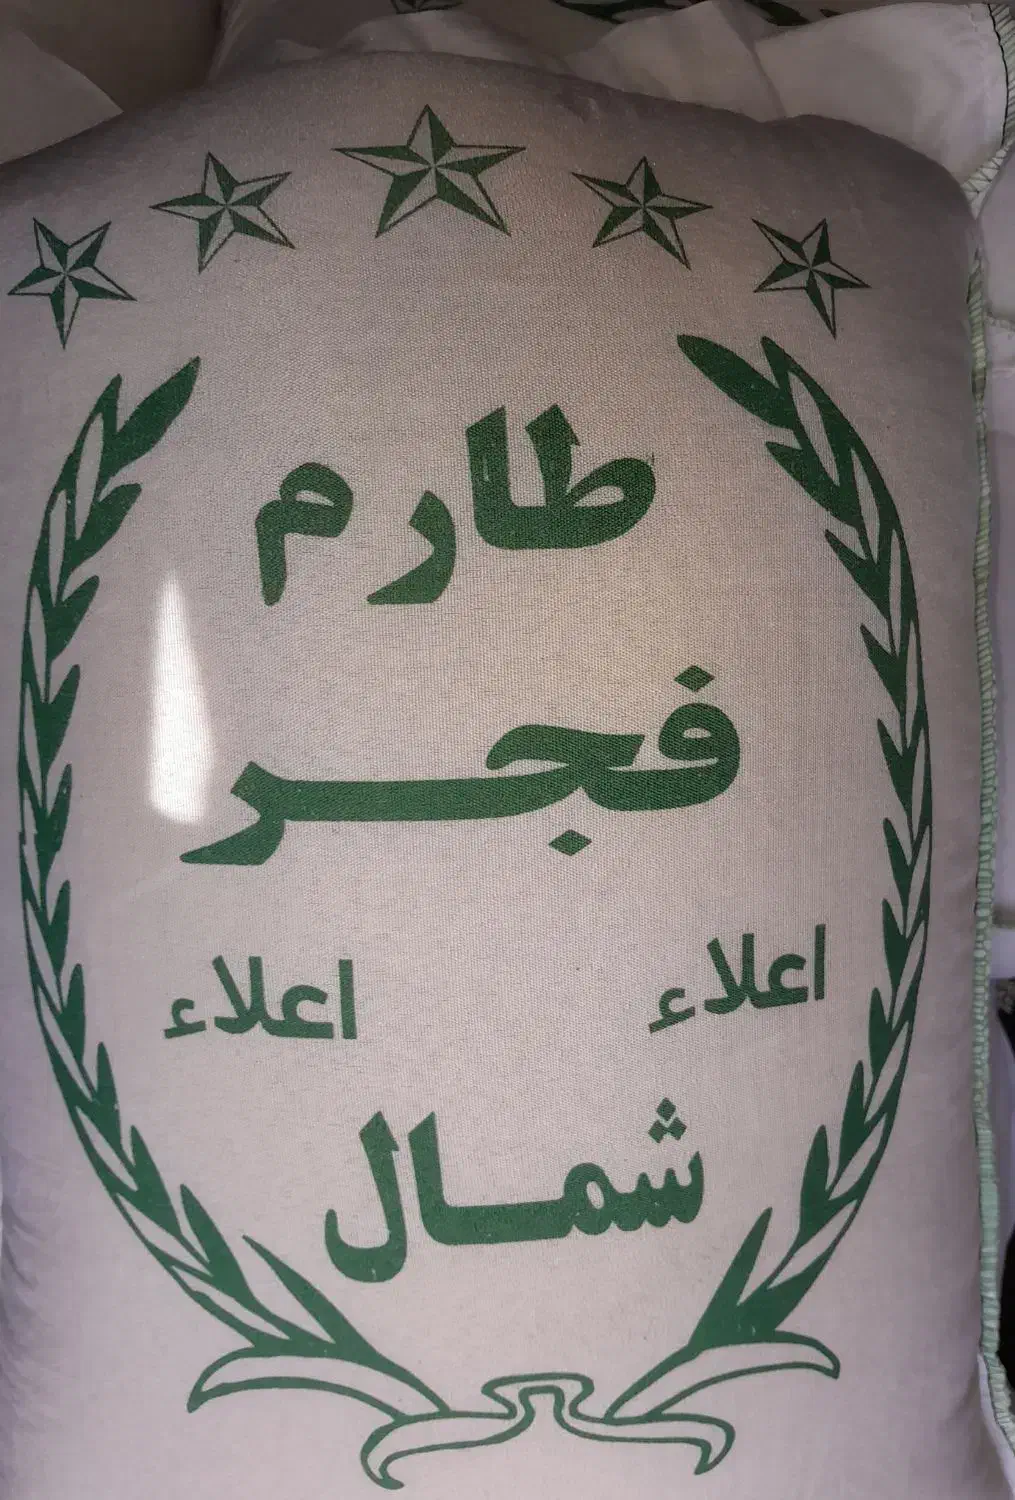 طارم
فجر
اعلاء اعلاء
شمال